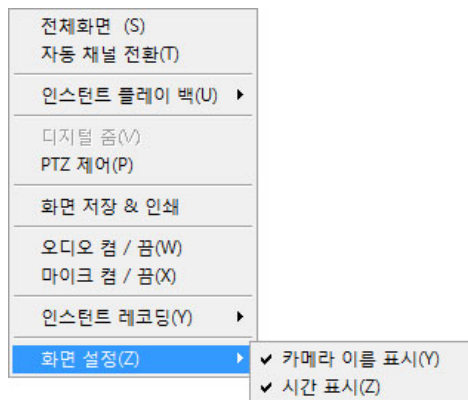 전체화면 (S)
자동 채널 전환(T)
인스턴트 플레이 백(U)
디지털 줌(V)
PTZ 제어(P)
화면 저장 & 인쇄
오디오 켬 / 끔(W)
마이크 켬 / 끔(X)
인스턴트 레코딩(Y)
화면 설정(Z)
카메라 이름 표시(Y)
시간 표시(Z)